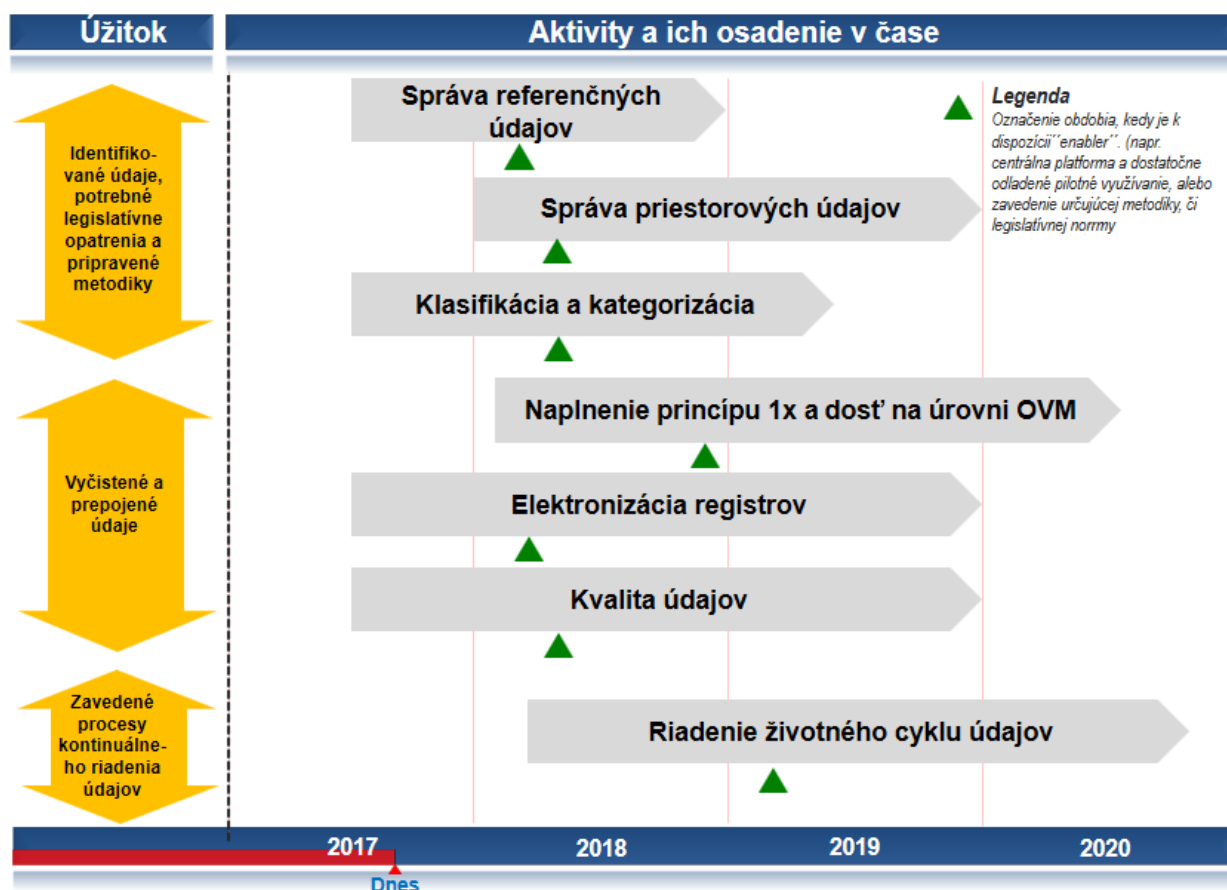 Úžitok
Aktivity a ich osadenie v čase
Identifiko-
vané údaje,
potrebné
legislatívne
opatrenia a
pripravené
metodiky
Správa referenčných
údajov
Legenda
Označenie obdobia, kedy je k
dispozícii´´enabler´´. (napr.
centrálna platforma a dostatočne
odladené pilotné využívanie, alebo
zavedenie určujúcej metodiky, či
legislatívnej norrmy
Správa priestorových údajov
Klasifikácia a kategorizácia
Vyčistené a
prepojené
údaje
Naplnenie princípu 1x a dosť na úrovni OVM
Elektronizácia registrov
Kvalita údajov
Zavedené
procesy
kontinuálne-
ho riadenia
údajov
Riadenie životného cyklu údajov
2017
2018
2019
2020
Dnes